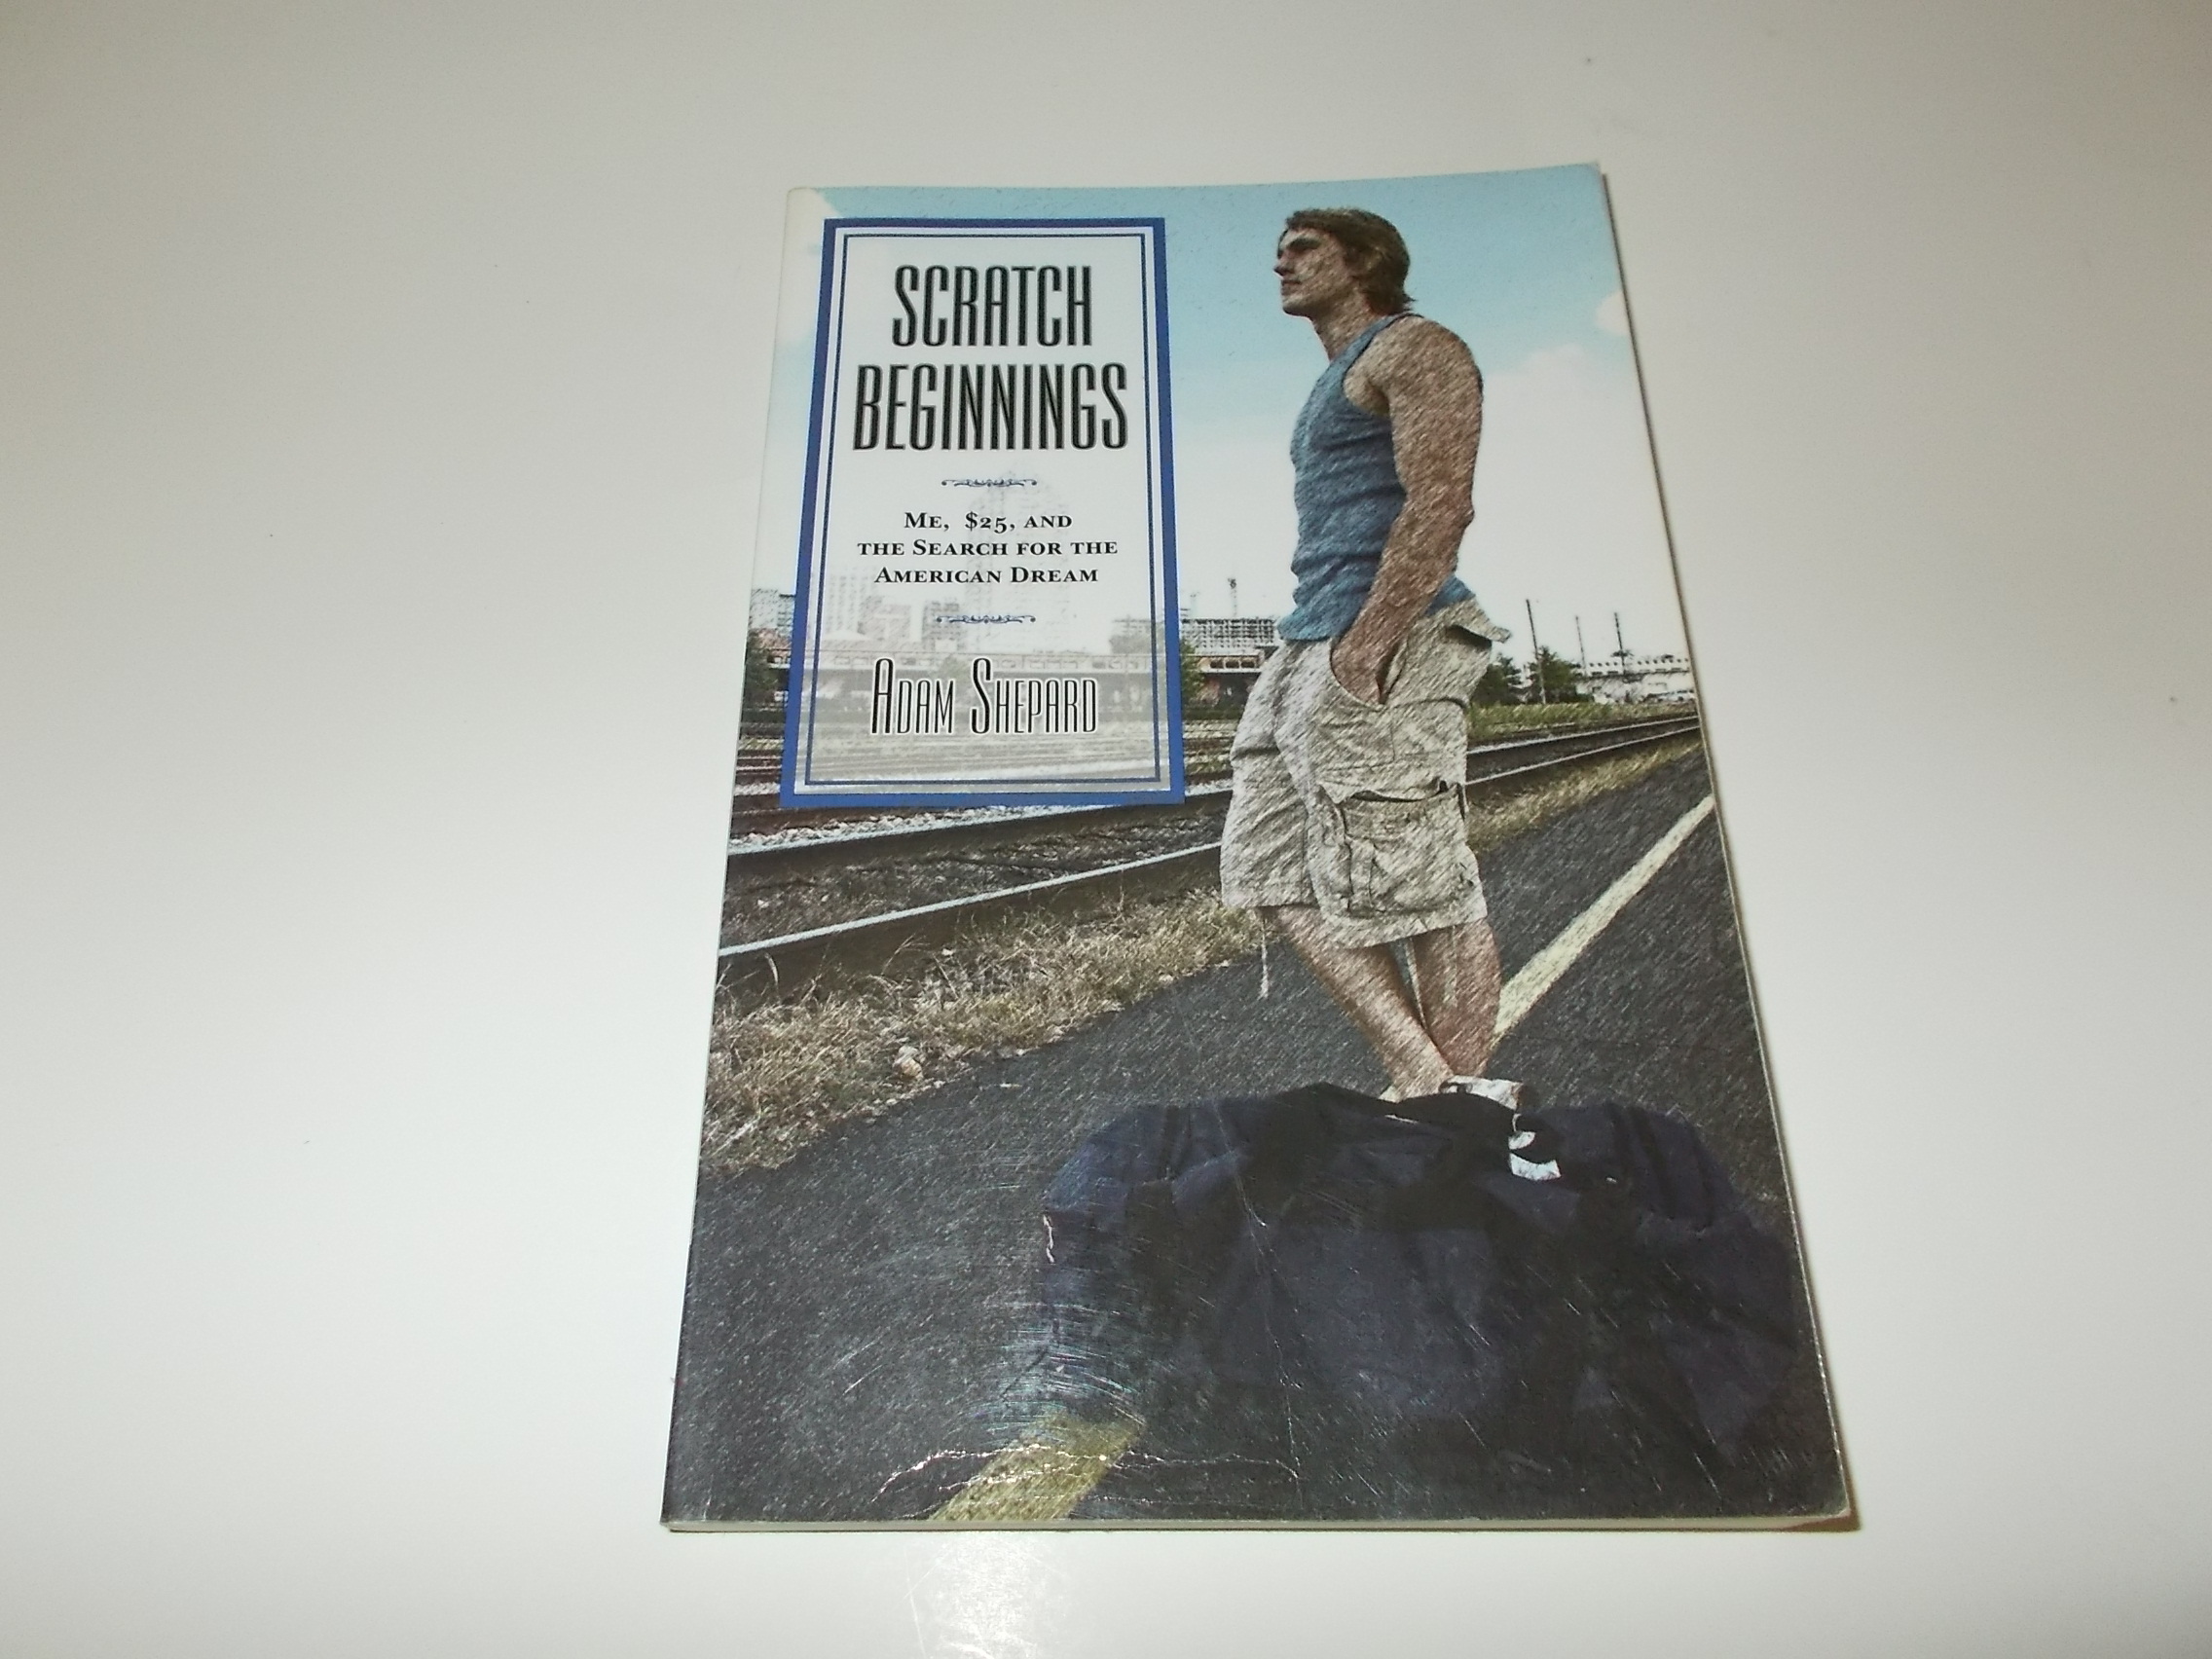 SCRATCH
BEGINNINGS
ME, $25, AND
THE SEARCH FOR THE
AMERICAN DREAM
ADAM SHEPARD